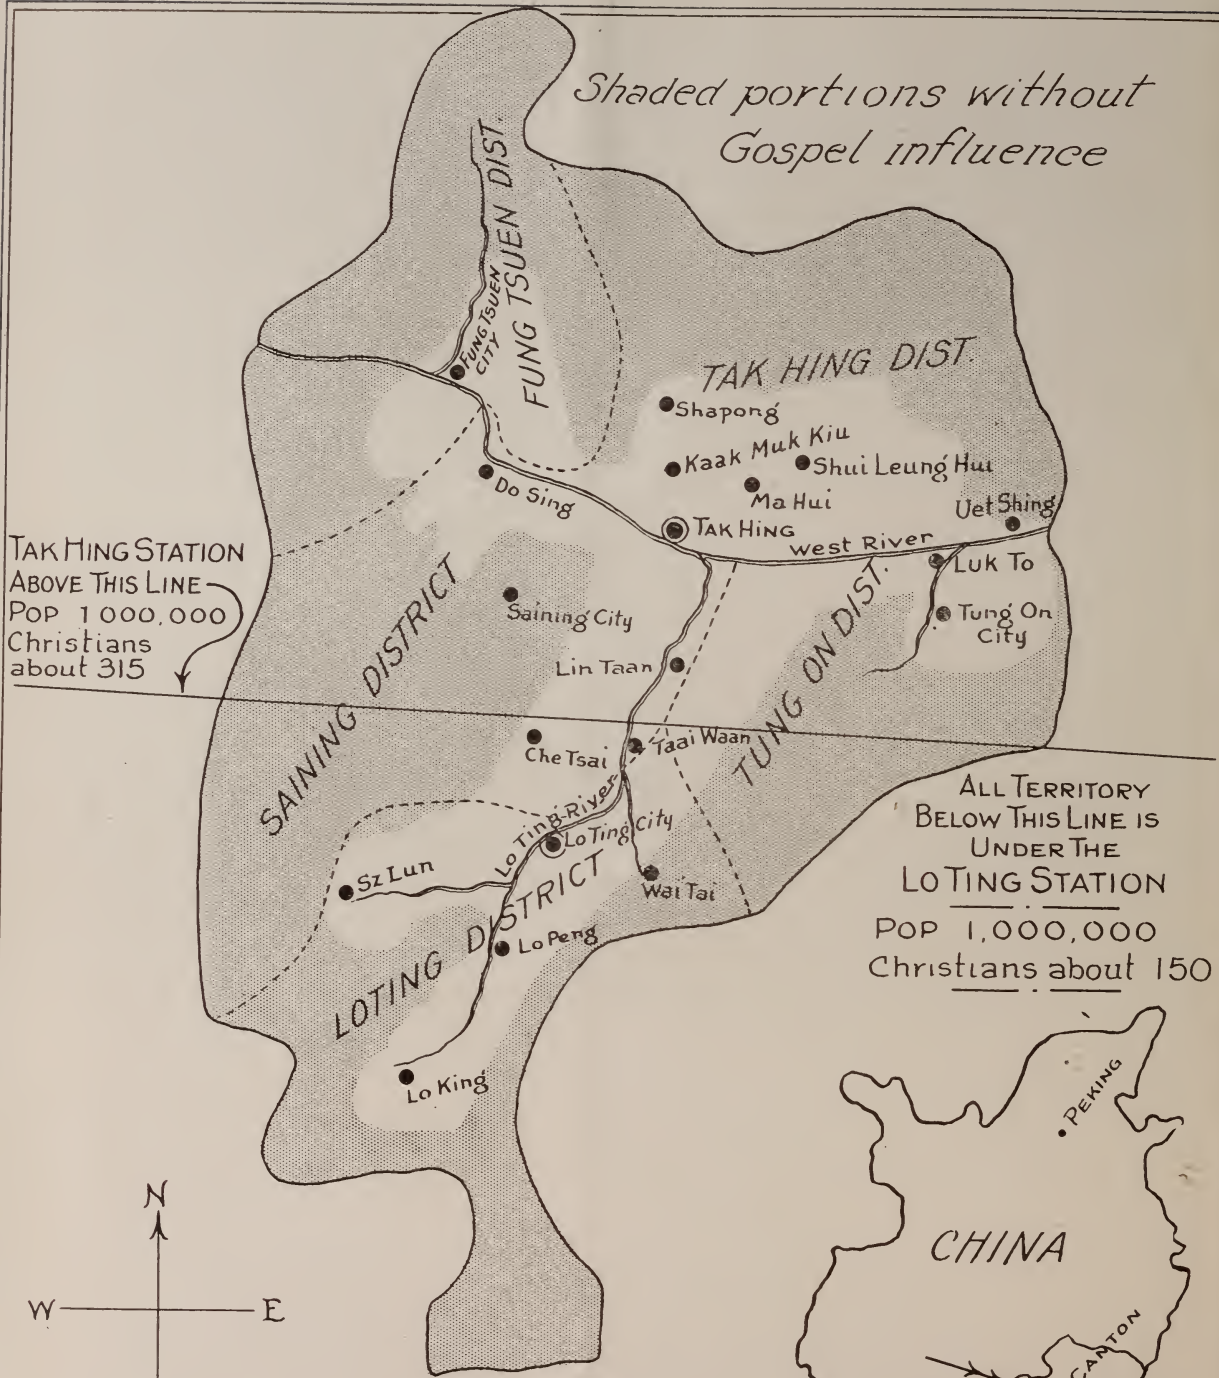 Shaded portions without
Gospel influence
FUNG TSUEN DIST.
FUNG TSUEN
CITY
TAK HING DIST.
Shapong
Kaak Muk Kiu
Shui Leung Hui
Ma Hui
Do Sing
Uet Shing
TAK HING
West River
Luk To
TAK HING STATION
ABOVE THIS LINE
POP 1 000,000
Christians
about 315
Saining City
Tung On
City
SAINING DISTRICT
TUNG ON DIST.
Lin Taan
Che Tsai
Taai Waan
Lo Ting River
Lo Ting City
Sz Lun
Wai Tai
LOTING DISTRICT
Lo Peng
Lo King
ALL TERRITORY
BELOW THIS LINE IS
UNDER THE
LO TING STATION
POP 1,000,000
Christians about 150
PEKING
CHINA
CANTON
N
W E